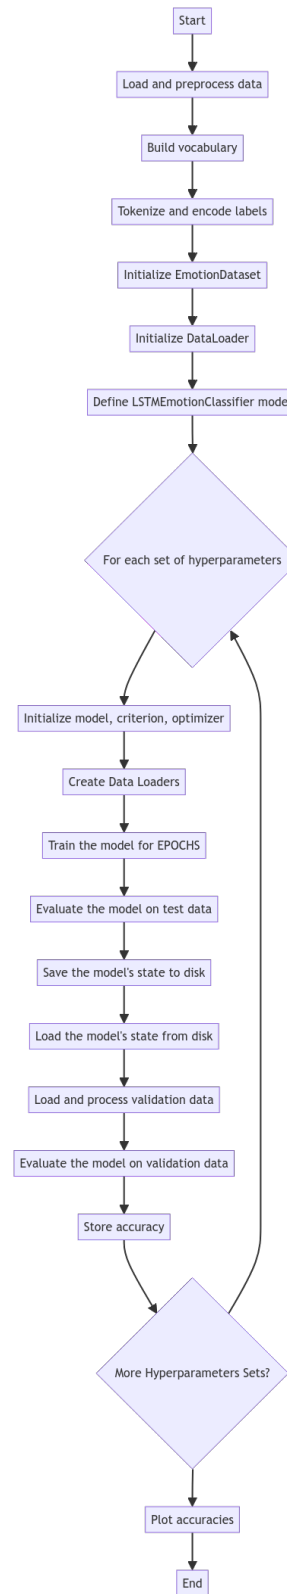 Start
Load and preprocess data
Build vocabulary
Tokenize and encode labels
Initialize EmotionDataset
Initialize DataLoader
Define LSTMEmotionClassifier mode
For each set of hyperparameters
Initialize model, criterion, optimizer
Create Data Loaders
Train the model for EPOCHS
Evaluate the model on test data
Save the model's state to disk
Load the model's state from disk
Load and process validation data
Evaluate the model on validation data
Store accuracy
More Hyperparameters Sets?
Plot accuracies
End